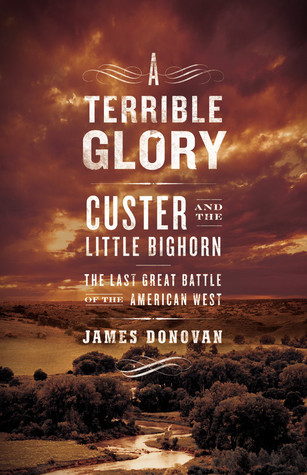 A
TERRIBLE
GLORY
CUSTER AND THE
LITTLE BIGHORN
THE LAST GREAT BATTLE
OF THE AMERICAN WEST
JAMES DONOVAN